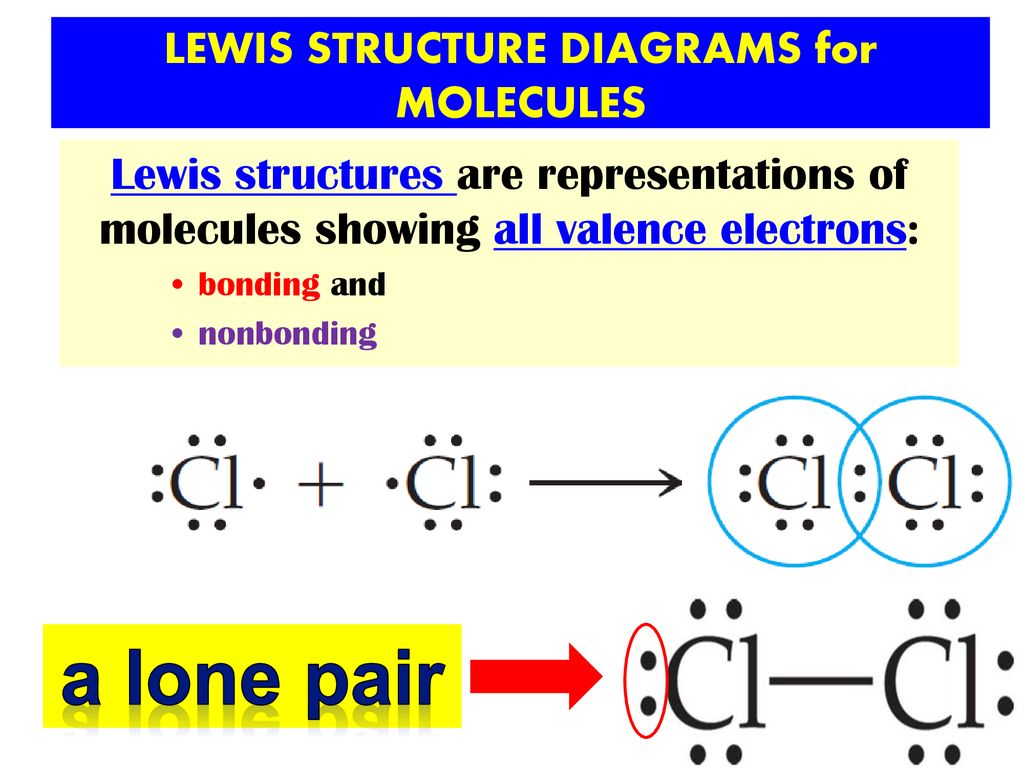 LEWIS STRUCTURE DIAGRAMS for
MOLECULES
Lewis structures are representations of
molecules showing all valence electrons:
• bonding and
• nonbonding
:Cl· + ·Cl: → :Cl:Cl:
a lone pair
:Cl—Cl: